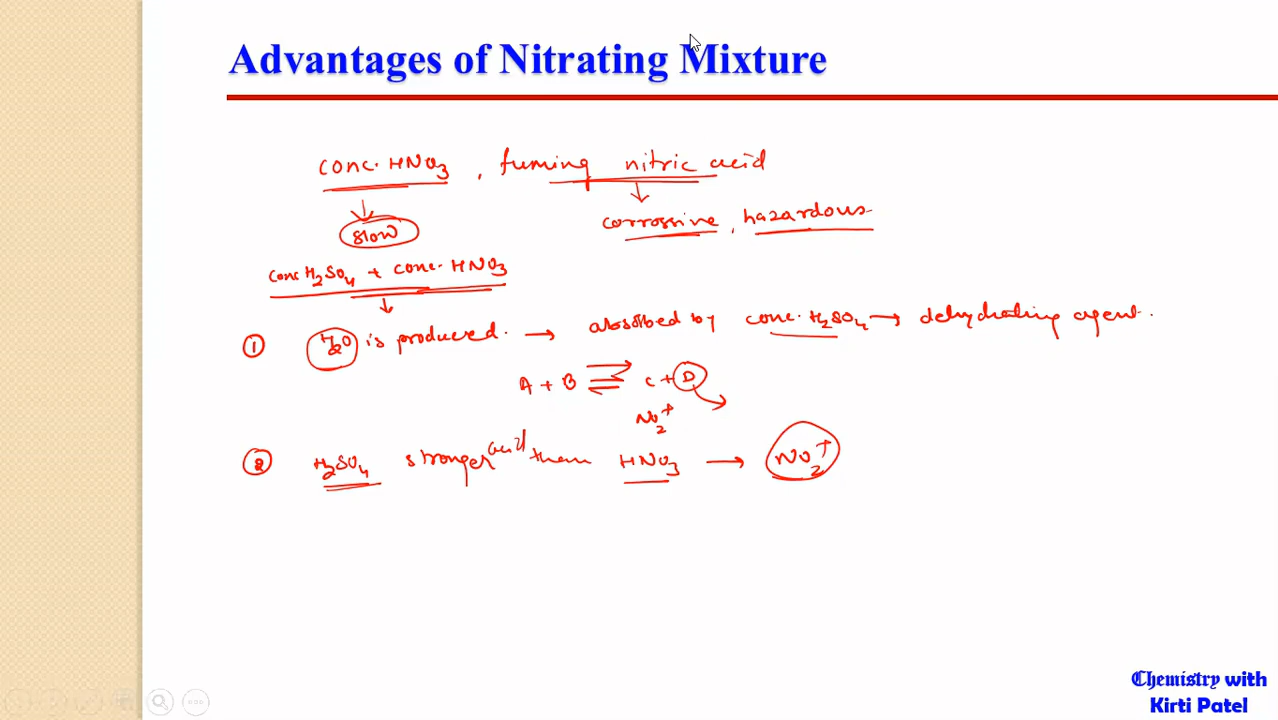 Advantages of Nitrating Mixture
conc. HNO3, fuming nitric acid
slow
corrossive, hazardous
conc H2SO4 + conc. HNO3
① H2O is produced. → absorbed by conc. H2SO4 → dehydrating agent.
A + B ⇌ C + D
NO2+
② H2SO4 stronger acid than HNO3 → NO2+
Chemistry with
Kirti Patel